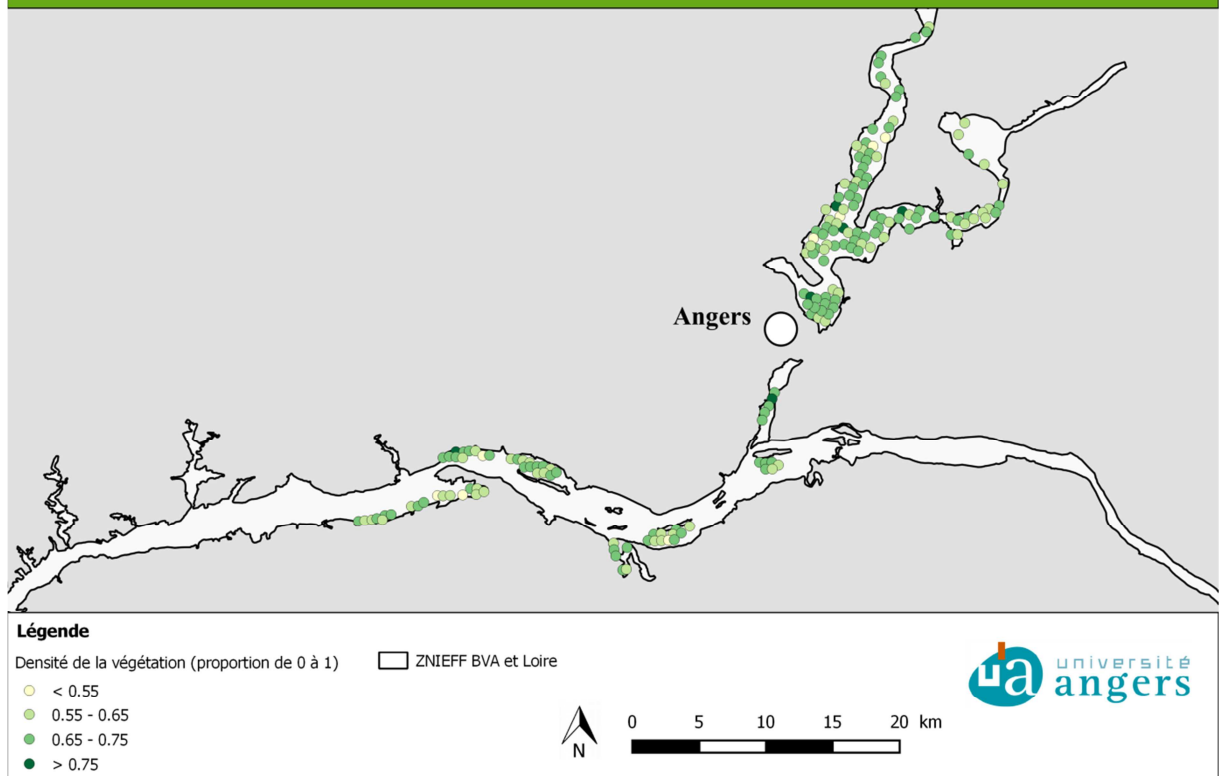 Angers
Légende
Densité de la végétation (proportion de 0 à 1)
ZNIEFF BVA et Loire
< 0.55
0.55 - 0.65
0.65 - 0.75
> 0.75
N
0 5 10 15 20 km
ua
université
angers